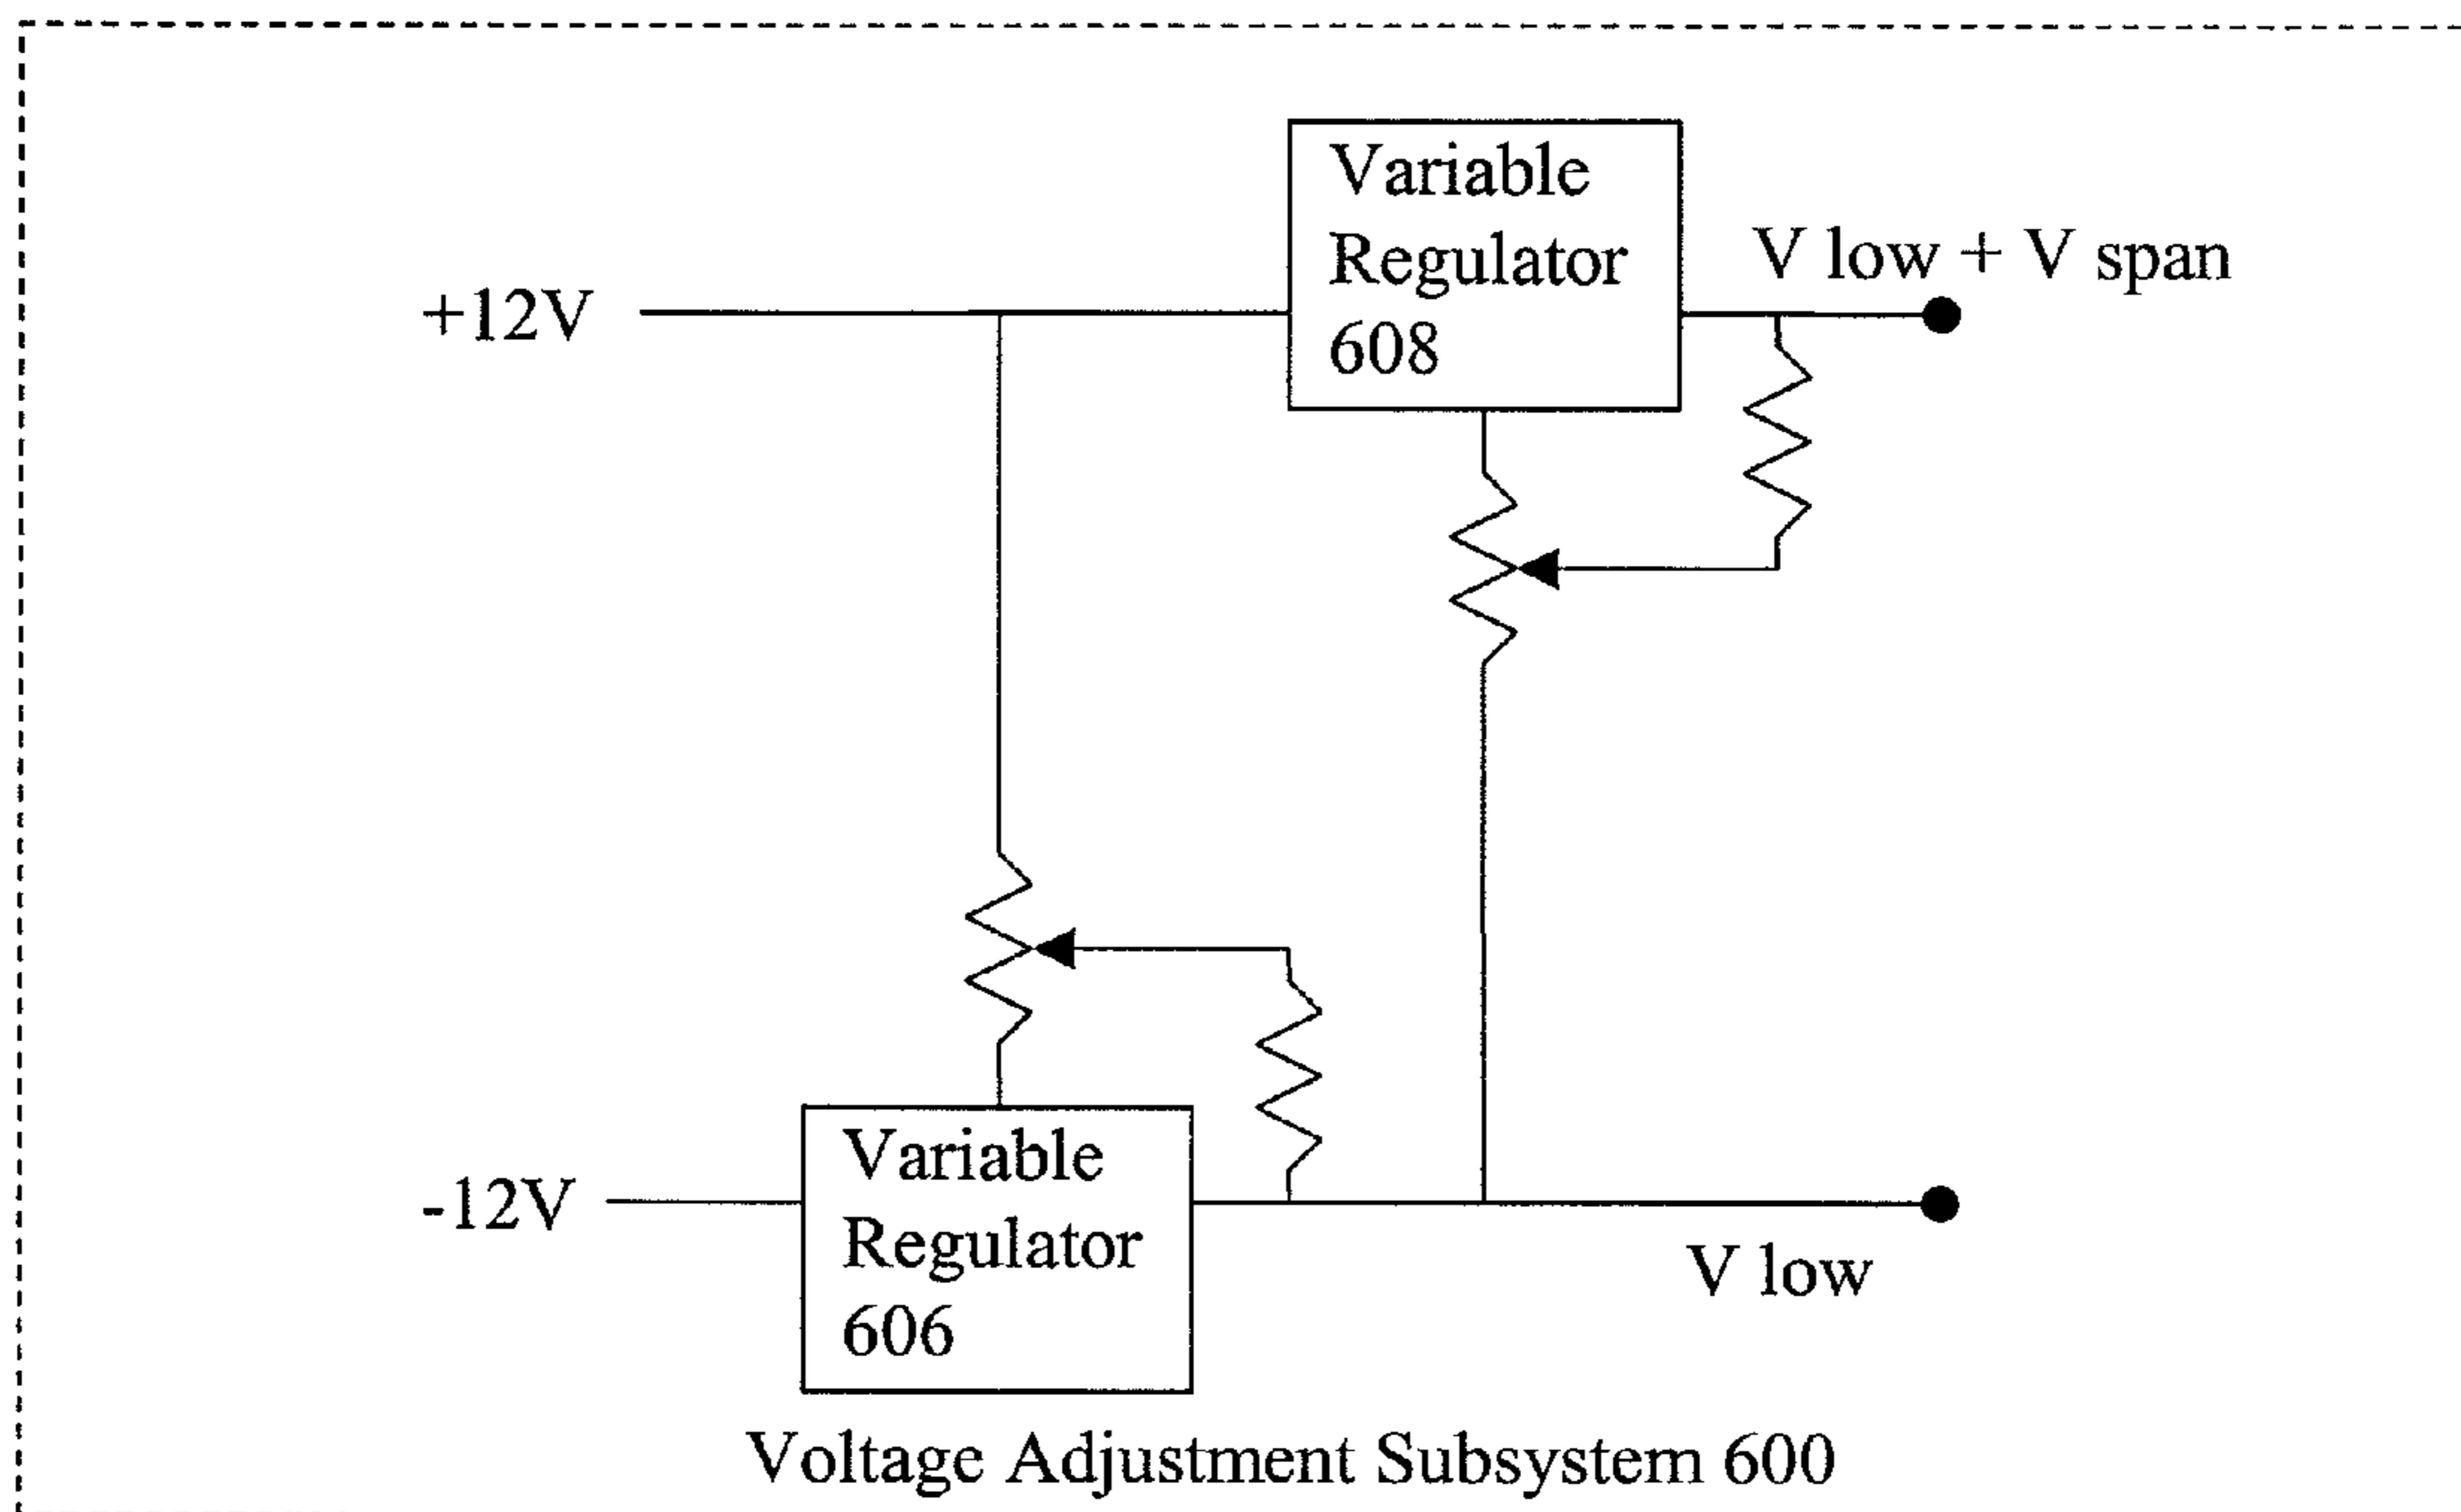 Variable
Regulator
608
V low + V span
+12V
-12V
Variable
Regulator
606
V low
Voltage Adjustment Subsystem 600